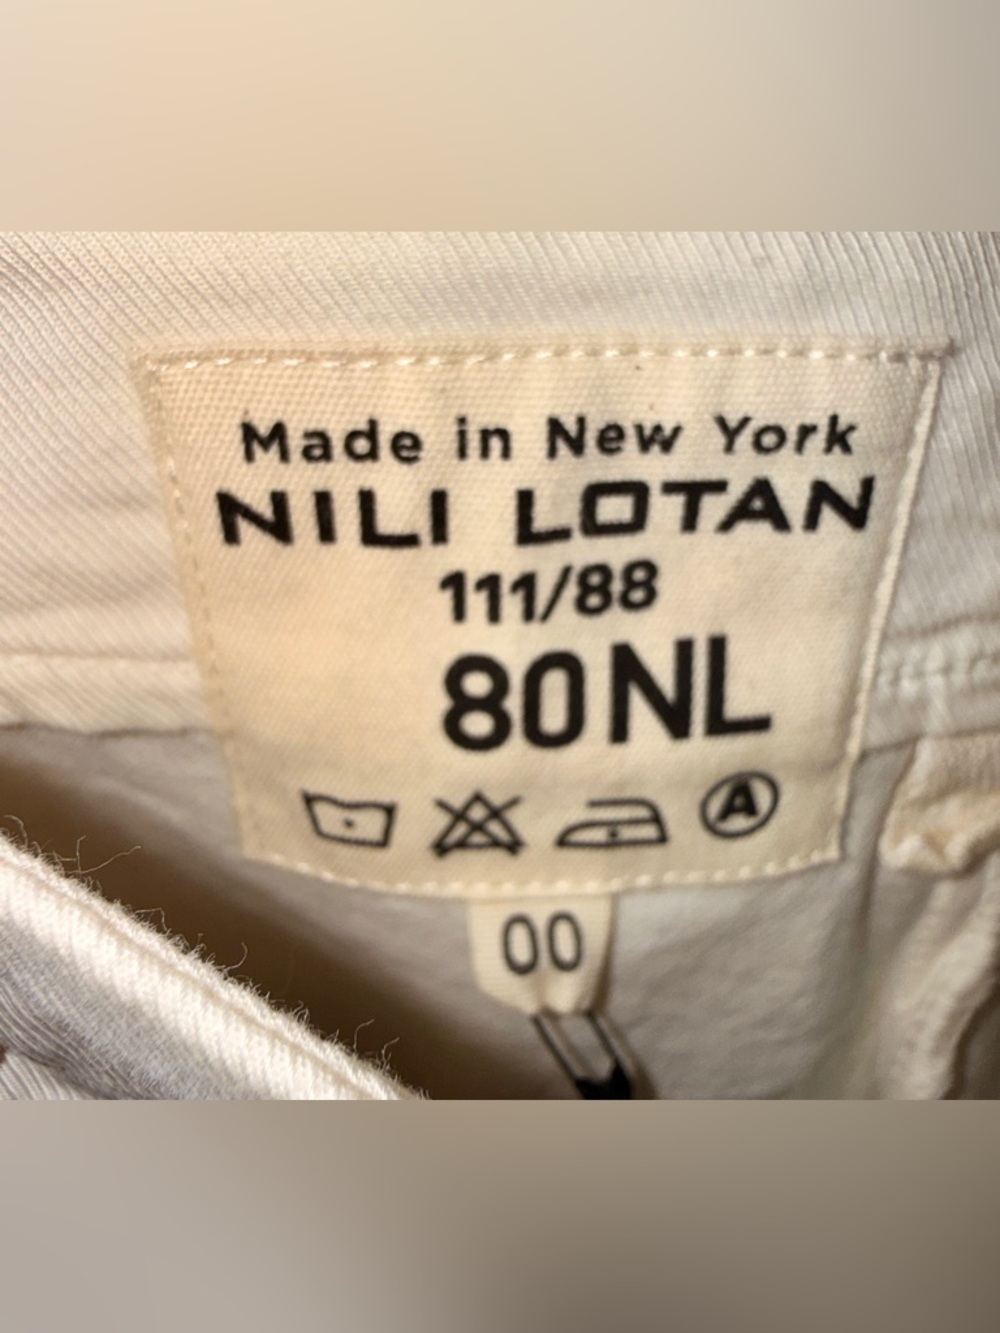 Made in New York
NILI LOTAN
111/88
80NL
A
00